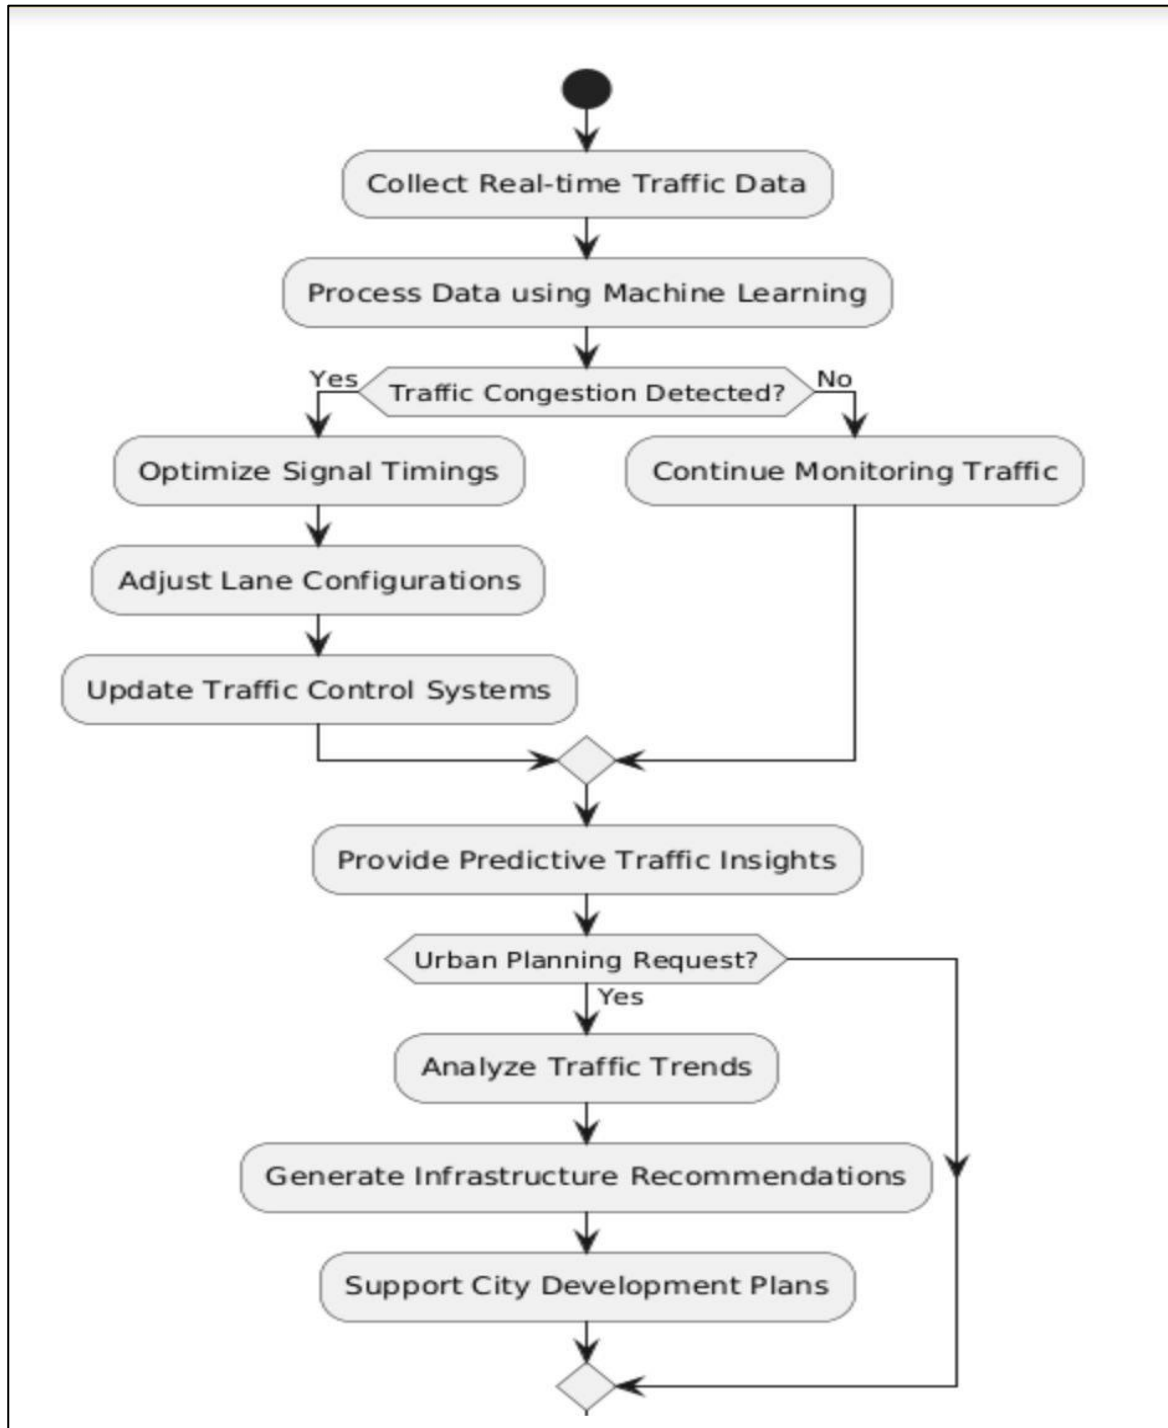 Collect Real-time Traffic Data
Process Data using Machine Learning
Yes
Traffic Congestion Detected?
No
Optimize Signal Timings
Continue Monitoring Traffic
Adjust Lane Configurations
Update Traffic Control Systems
Provide Predictive Traffic Insights
Urban Planning Request?
Yes
Analyze Traffic Trends
Generate Infrastructure Recommendations
Support City Development Plans